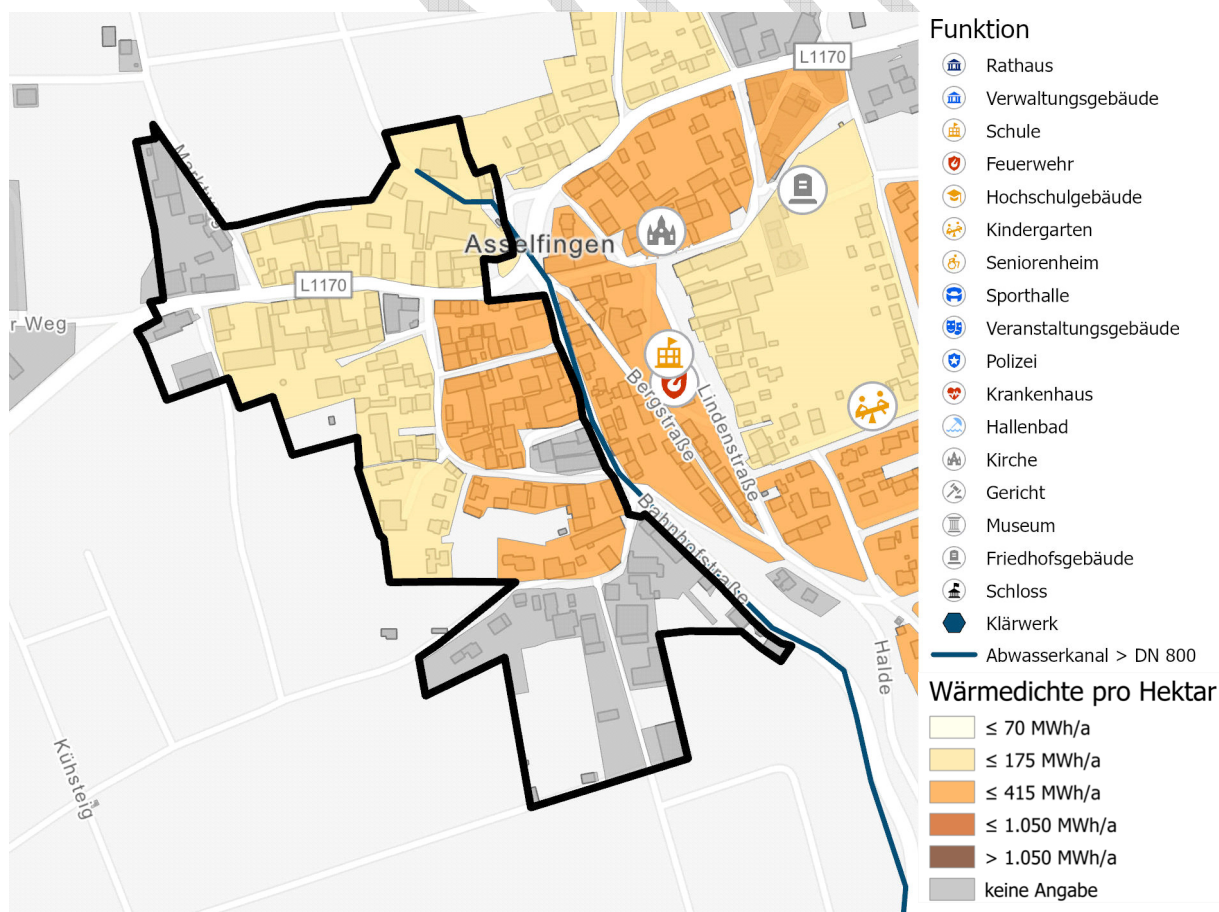 L1170
Marktweg
Asselfingen
L1170
r Weg
Bergstraße
Lindenstraße
Bahnhofstraße
Halde
Kühsteig
Funktion
Rathaus
Verwaltungsgebäude
Schule
Feuerwehr
Hochschulgebäude
Kindergarten
Seniorenheim
Sporthalle
Veranstaltungsgebäude
Polizei
Krankenhaus
Hallenbad
Kirche
Gericht
Museum
Friedhofsgebäude
Schloss
Klärwerk
Abwasserkanal > DN 800
Wärmedichte pro Hektar
≤ 70 MWh/a
≤ 175 MWh/a
≤ 415 MWh/a
≤ 1.050 MWh/a
> 1.050 MWh/a
keine Angabe